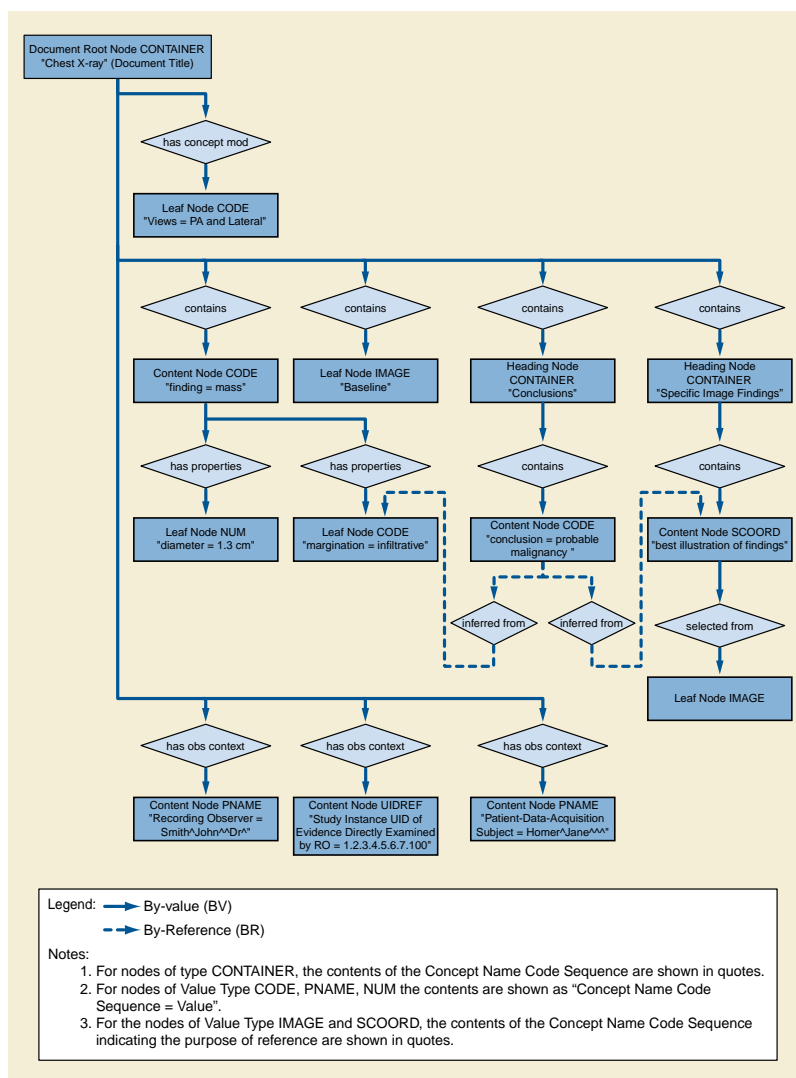 Document Root Node CONTAINER
"Chest X-ray" (Document Title)
has concept mod
Leaf Node CODE
"Views = PA and Lateral"
contains
contains
contains
contains
Content Node CODE
"finding = mass"
Leaf Node IMAGE
"Baseline"
Heading Node
CONTAINER
"Conclusions"
Heading Node
CONTAINER
"Specific Image Findings"
has properties
has properties
contains
contains
Leaf Node NUM
"diameter = 1.3 cm"
Leaf Node CODE
"margination = infiltrative"
Content Node CODE
"conclusion = probable
malignancy "
Content Node SCOORD
"best illustration of findings"
inferred from
inferred from
selected from
Leaf Node IMAGE
has obs context
has obs context
has obs context
Content Node PNAME
"Recording Observer =
Smith^John^^Dr^"
Content Node UIDREF
"Study Instance UID of
Evidence Directly Examined
by RO = 1.2.3.4.5.6.7.100"
Content Node PNAME
"Patient-Data-Acquisition
Subject = Homer^Jane^^^"
Legend:
By-value (BV)
By-Reference (BR)
Notes:
1. For nodes of type CONTAINER, the contents of the Concept Name Code Sequence are shown in quotes.
2. For nodes of Value Type CODE, PNAME, NUM the contents are shown as “Concept Name Code
Sequence = Value”.
3. For the nodes of Value Type IMAGE and SCOORD, the contents of the Concept Name Code Sequence
indicating the purpose of reference are shown in quotes.